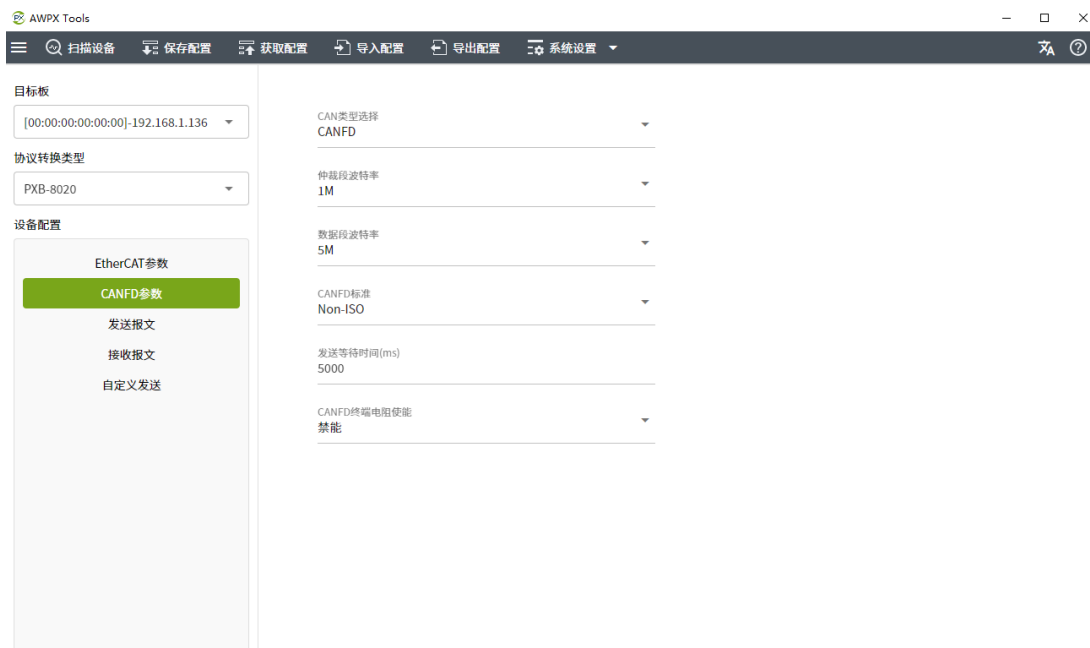 AWPX Tools
扫描设备 保存配置 获取配置 导入配置 导出配置 系统设置
目标板
[00:00:00:00:00:00]-192.168.1.136
协议转换类型
PXB-8020
设备配置
EtherCAT参数
CANFD参数
发送报文
接收报文
自定义发送
CAN类型选择
CANFD
仲裁段波特率
1M
数据段波特率
5M
CANFD标准
Non-ISO
发送等待时间(ms)
5000
CANFD终端电阻使能
禁能